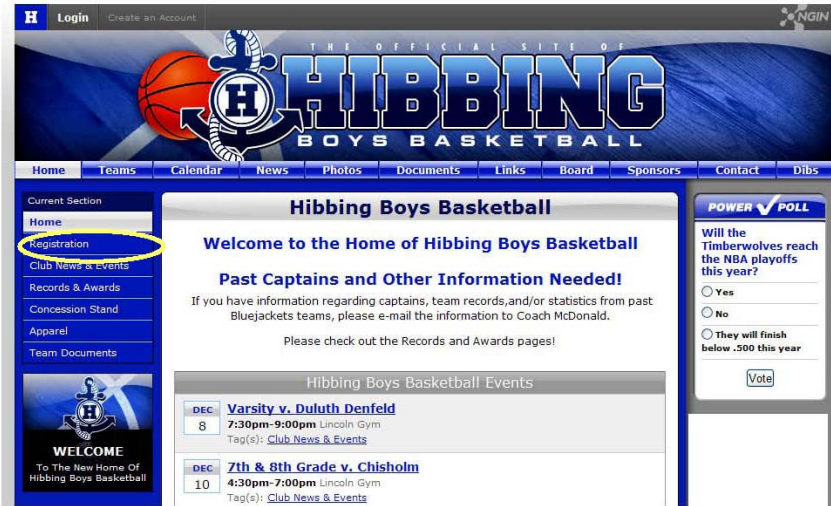 H Login Create an Account
NGIN
THE OFFICIAL SITE OF
H HIBBING
BOYS BASKETBALL
Home Teams Calendar News Photos Documents Links Board Sponsors Contact Dibs
Current Section
Home
Registration
Club News & Events
Records & Awards
Concession Stand
Apparel
Team Documents
H
WELCOME
To The New Home Of
Hibbing Boys Basketball
Hibbing Boys Basketball
Welcome to the Home of Hibbing Boys Basketball
Past Captains and Other Information Needed!
If you have information regarding captains, team records,and/or statistics from past
Bluejackets teams, please e-mail the information to Coach McDonald.
Please check out the Records and Awards pages!
Hibbing Boys Basketball Events
DEC Varsity v. Duluth Denfeld
8 7:30pm-9:00pm Lincoln Gym
Tag(s): Club News & Events
DEC 7th & 8th Grade v. Chisholm
10 4:30pm-7:00pm Lincoln Gym
Tag(s): Club News & Events
POWER POLL
Will the
Timberwolves reach
the NBA playoffs
this year?
Yes
No
They will finish
below .500 this year
Vote